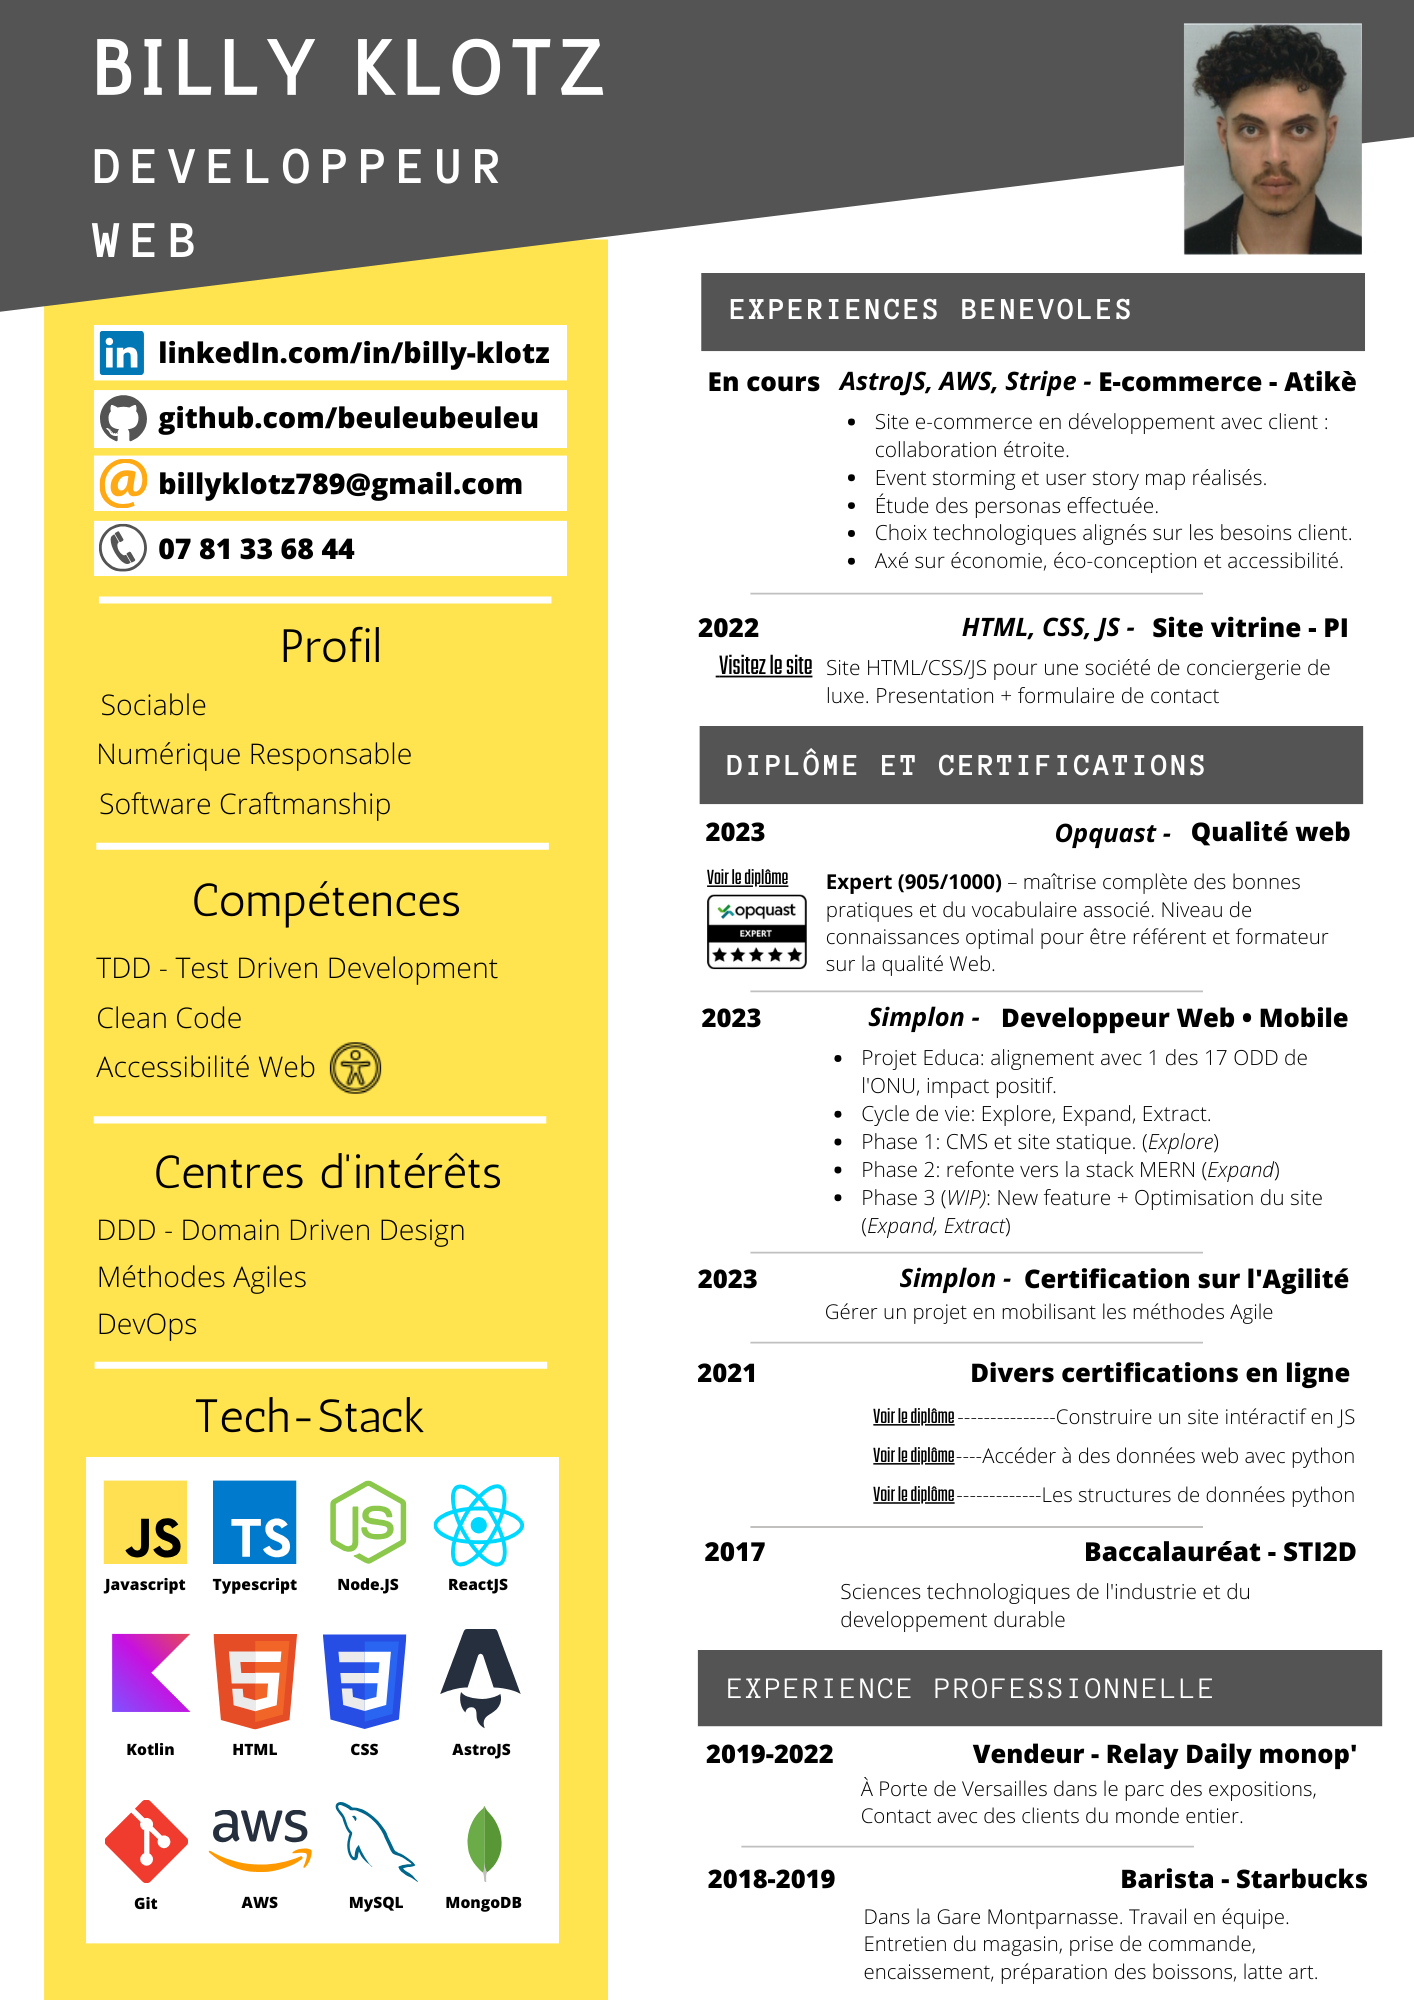 BILLY KLOTZ
DEVELOPPEUR
WEB
linkedIn.com/in/billy-klotz
github.com/beuleubeuleu
billyklotz789@gmail.com
07 81 33 68 44
Profil
Sociable
Numérique Responsable
Software Craftmanship
Compétences
TDD - Test Driven Development
Clean Code
Accessibilité Web
Centres d'intérêts
DDD - Domain Driven Design
Méthodes Agiles
DevOps
Tech-Stack
JS TS JS
Javascript Typescript Node.JS ReactJS
Kotlin HTML CSS AstroJS
aws
Git AWS MySQL MongoDB
EXPERIENCES BENEVOLES
En cours AstroJS, AWS, Stripe - E-commerce - Atikè
• Site e-commerce en développement avec client :
collaboration étroite.
• Event storming et user story map réalisés.
• Étude des personas effectuée.
• Choix technologiques alignés sur les besoins client.
• Axé sur économie, éco-conception et accessibilité.
2022 HTML, CSS, JS - Site vitrine - PI
Visitez le site Site HTML/CSS/JS pour une société de conciergerie de
luxe. Presentation + formulaire de contact
DIPLÔME ET CERTIFICATIONS
2023 Opquast - Qualité web
Voir le diplôme
opquast
EXPERT
Expert (905/1000) – maîtrise complète des bonnes
pratiques et du vocabulaire associé. Niveau de
connaissances optimal pour être référent et formateur
sur la qualité Web.
2023 Simplon - Developpeur Web • Mobile
• Projet Educa: alignement avec 1 des 17 ODD de
l'ONU, impact positif.
• Cycle de vie: Explore, Expand, Extract.
• Phase 1: CMS et site statique. (Explore)
• Phase 2: refonte vers la stack MERN (Expand)
• Phase 3 (WIP): New feature + Optimisation du site
(Expand, Extract)
2023 Simplon - Certification sur l'Agilité
Gérer un projet en mobilisant les méthodes Agile
2021 Divers certifications en ligne
Voir le diplôme ---------------Construire un site intéractif en JS
Voir le diplôme ----Accéder à des données web avec python
Voir le diplôme -------------Les structures de données python
2017 Baccalauréat - STI2D
Sciences technologiques de l'industrie et du
developpement durable
EXPERIENCE PROFESSIONNELLE
2019-2022 Vendeur - Relay Daily monop'
À Porte de Versailles dans le parc des expositions,
Contact avec des clients du monde entier.
2018-2019 Barista - Starbucks
Dans la Gare Montparnasse. Travail en équipe.
Entretien du magasin, prise de commande,
encaissement, préparation des boissons, latte art.